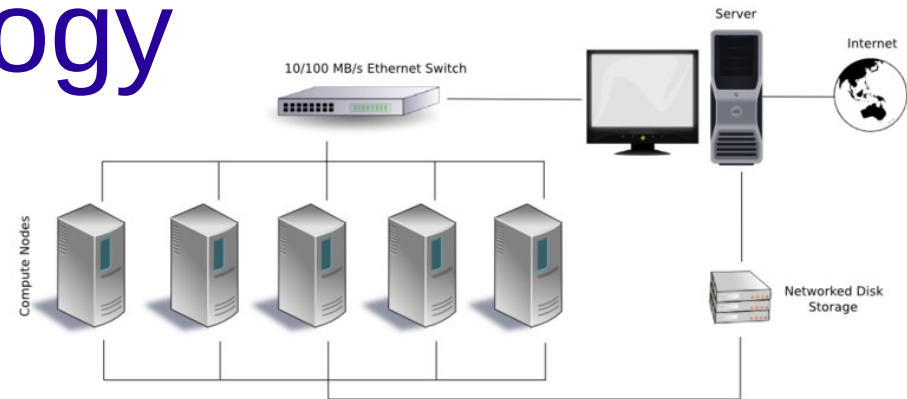 ogy
Server
Internet
10/100 MB/s Ethernet Switch
Compute Nodes
Networked Disk
Storage